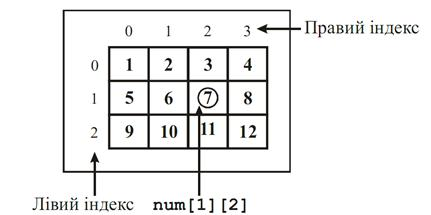 0 1 2 3 Правий індекс
0 1 2 3 4
1 5 6 7 8
2 9 10 11 12
Лівий індекс num[1][2]